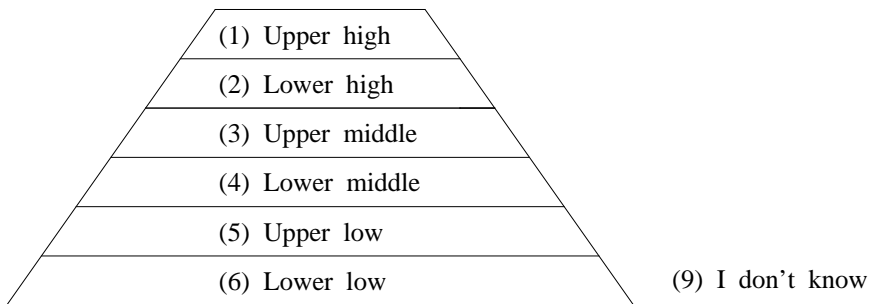 (1) Upper high
(2) Lower high
(3) Upper middle
(4) Lower middle
(5) Upper low
(6) Lower low
(9) I don't know